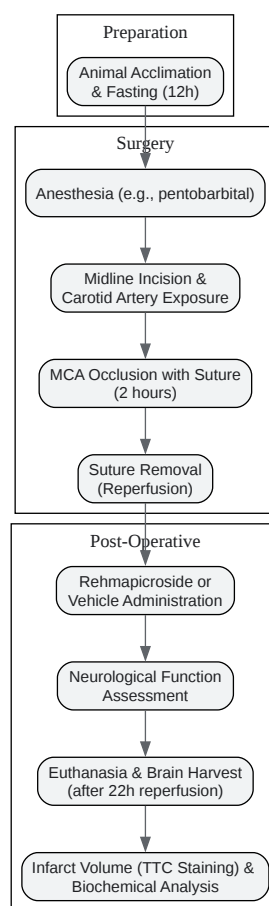 Preparation
Animal Acclimation
& Fasting (12h)
Surgery
Anesthesia (e.g., pentobarbital)
Midline Incision &
Carotid Artery Exposure
MCA Occlusion with Suture
(2 hours)
Suture Removal
(Reperfusion)
Post-Operative
Rehmapicroside or
Vehicle Administration
Neurological Function
Assessment
Euthanasia & Brain Harvest
(after 22h reperfusion)
Infarct Volume (TTC Staining) &
Biochemical Analysis